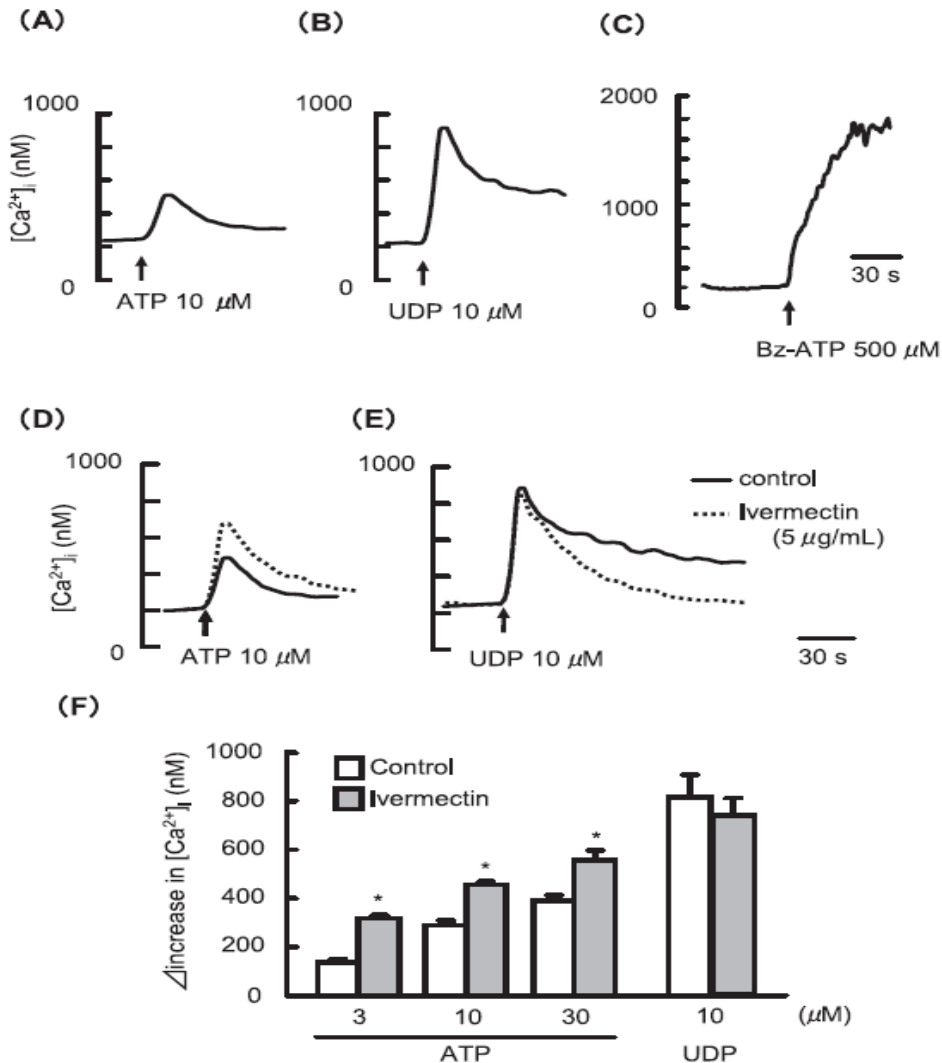 (A)
(B)
(C)
1000
[Ca²⁺]i (nM)
0
ATP 10 μM
1000
0
UDP 10 μM
2000
1000
0
30 s
Bz-ATP 500 μM
(D)
(E)
1000
[Ca²⁺]i (nM)
0
ATP 10 μM
1000
0
UDP 10 μM
control
Ivermectin
(5 μg/mL)
30 s
(F)
⊿increase in [Ca²⁺]i (nM)
1000
800
600
400
200
0
Control
Ivermectin
*
*
*
3
10
30
10
(μM)
ATP
UDP